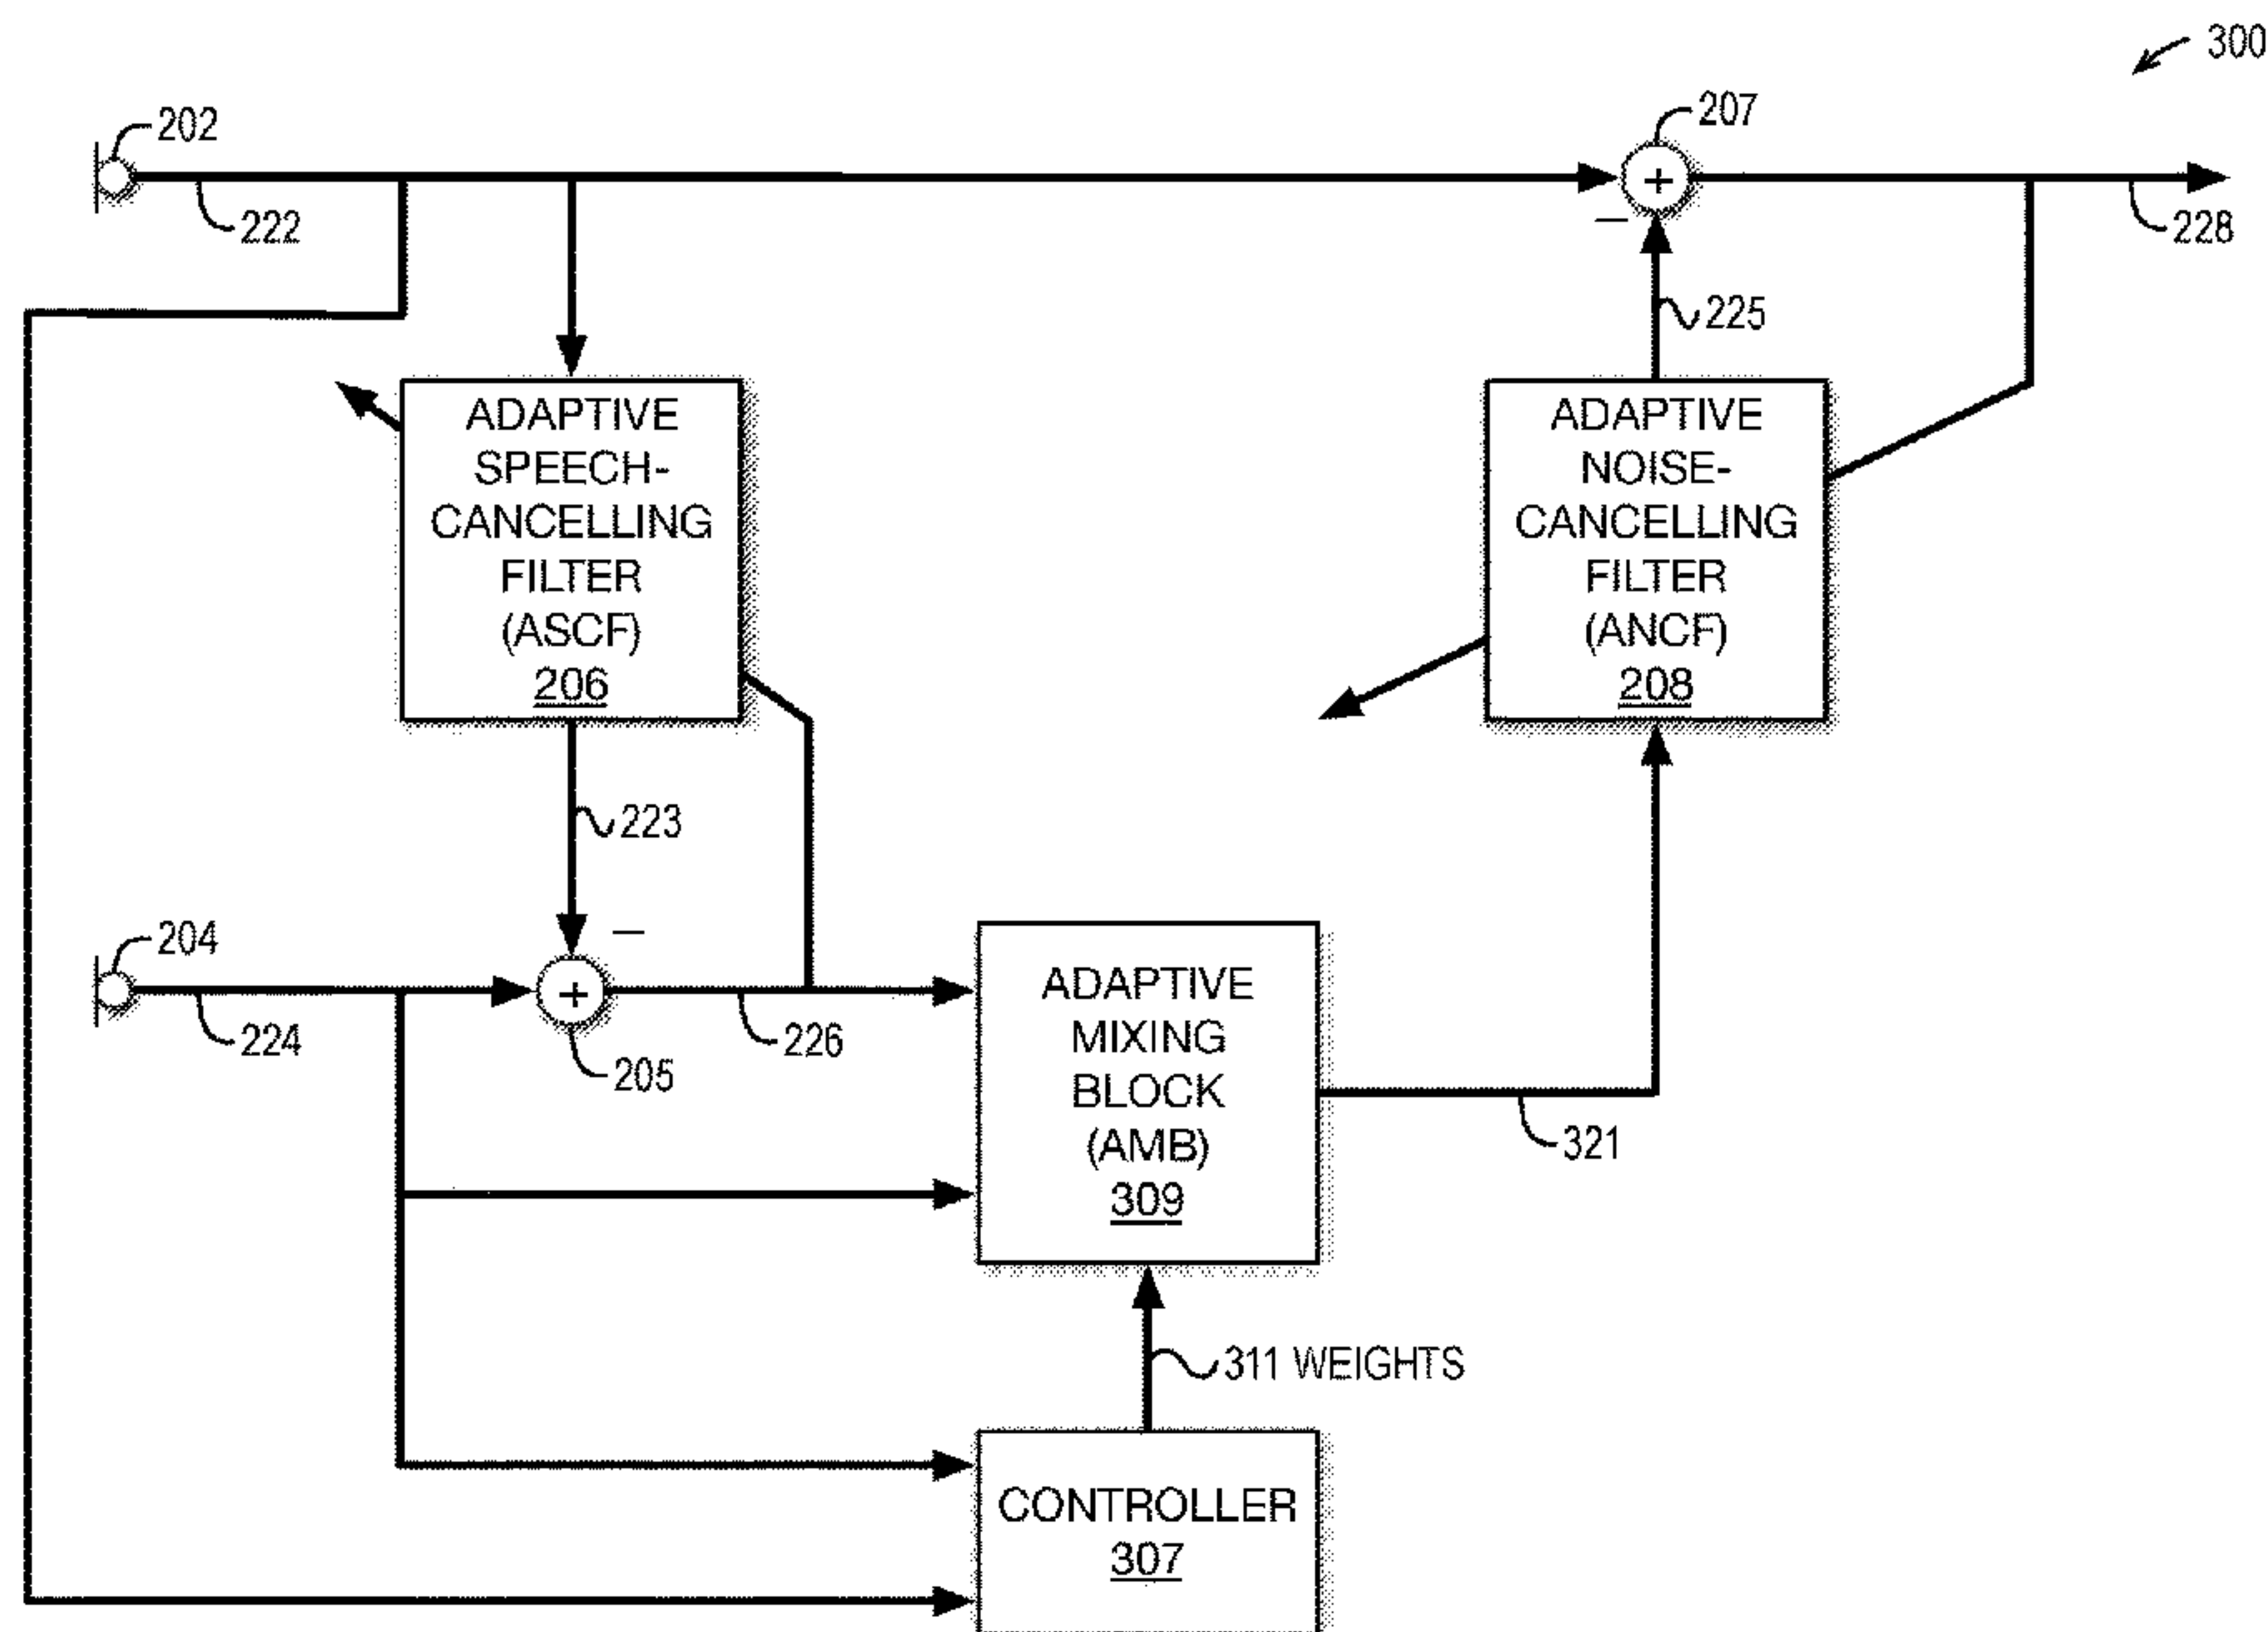 300
202
207
222
228
225
ADAPTIVE
SPEECH-
CANCELLING
FILTER
(ASCF)
206
ADAPTIVE
NOISE-
CANCELLING
FILTER
(ANCF)
208
223
204
224
+
205
226
ADAPTIVE
MIXING
BLOCK
(AMB)
309
321
311 WEIGHTS
CONTROLLER
307